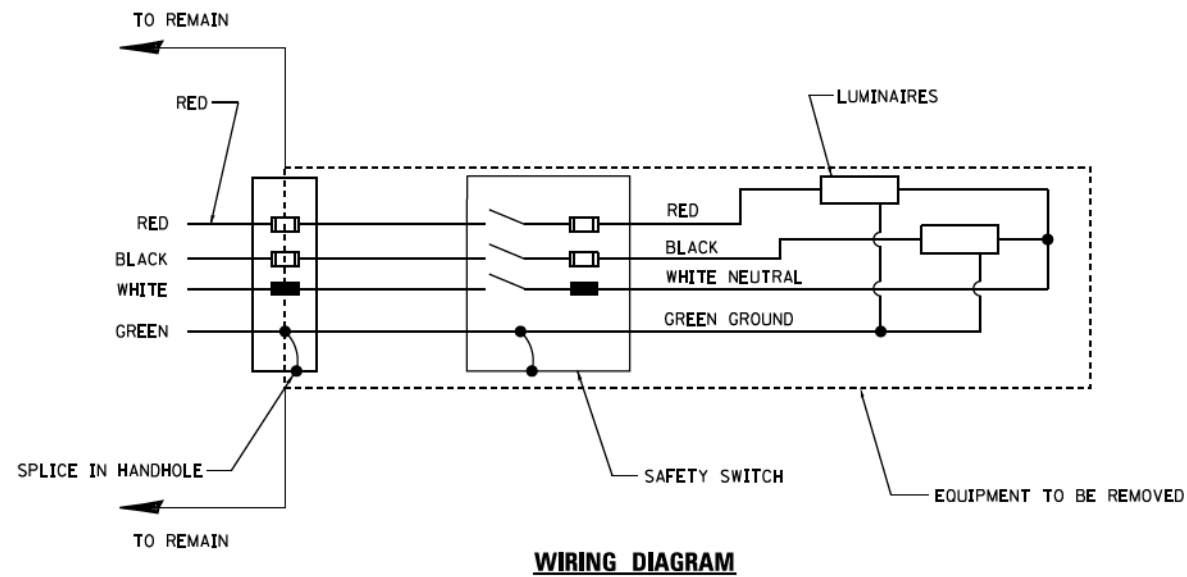 TO REMAIN
RED
LUMINAIRES
RED
RED
BLACK
BLACK
WHITE
WHITE NEUTRAL
GREEN
GREEN GROUND
SPLICE IN HANDHOLE
SAFETY SWITCH
EQUIPMENT TO BE REMOVED
TO REMAIN
WIRING DIAGRAM